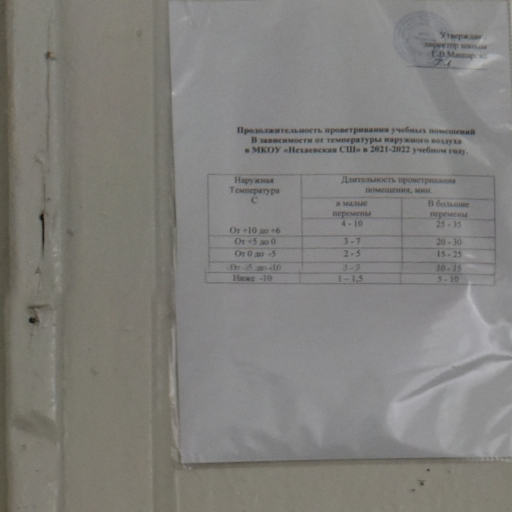 Утверждаю
директор школы
Продолжительность проветривания учебных помещений
В зависимости от температуры наружного воздуха
в МКОУ «Нехаевская СШ» в 2021-2022 учебном году.
Наружная Температура С
Длительность проветривания помещения, мин.
в малые перемены
В большие перемены
От +10 до +6 4 - 10 25 - 35
От +5 до 0 3 - 7 20 - 30
От 0 до -5 2 - 5 15 - 25
От -5 до -10 10 - 15
Ниже -10 1 – 1,5 5 - 10